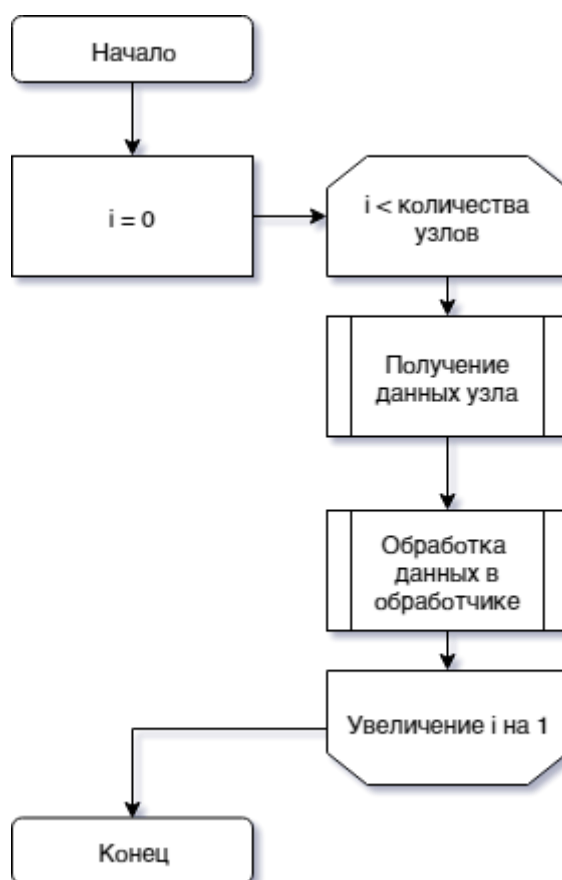 Начало
i = 0
i < количества
узлов
Получение
данных узла
Обработка
данных в
обработчике
Увеличение i на 1
Конец